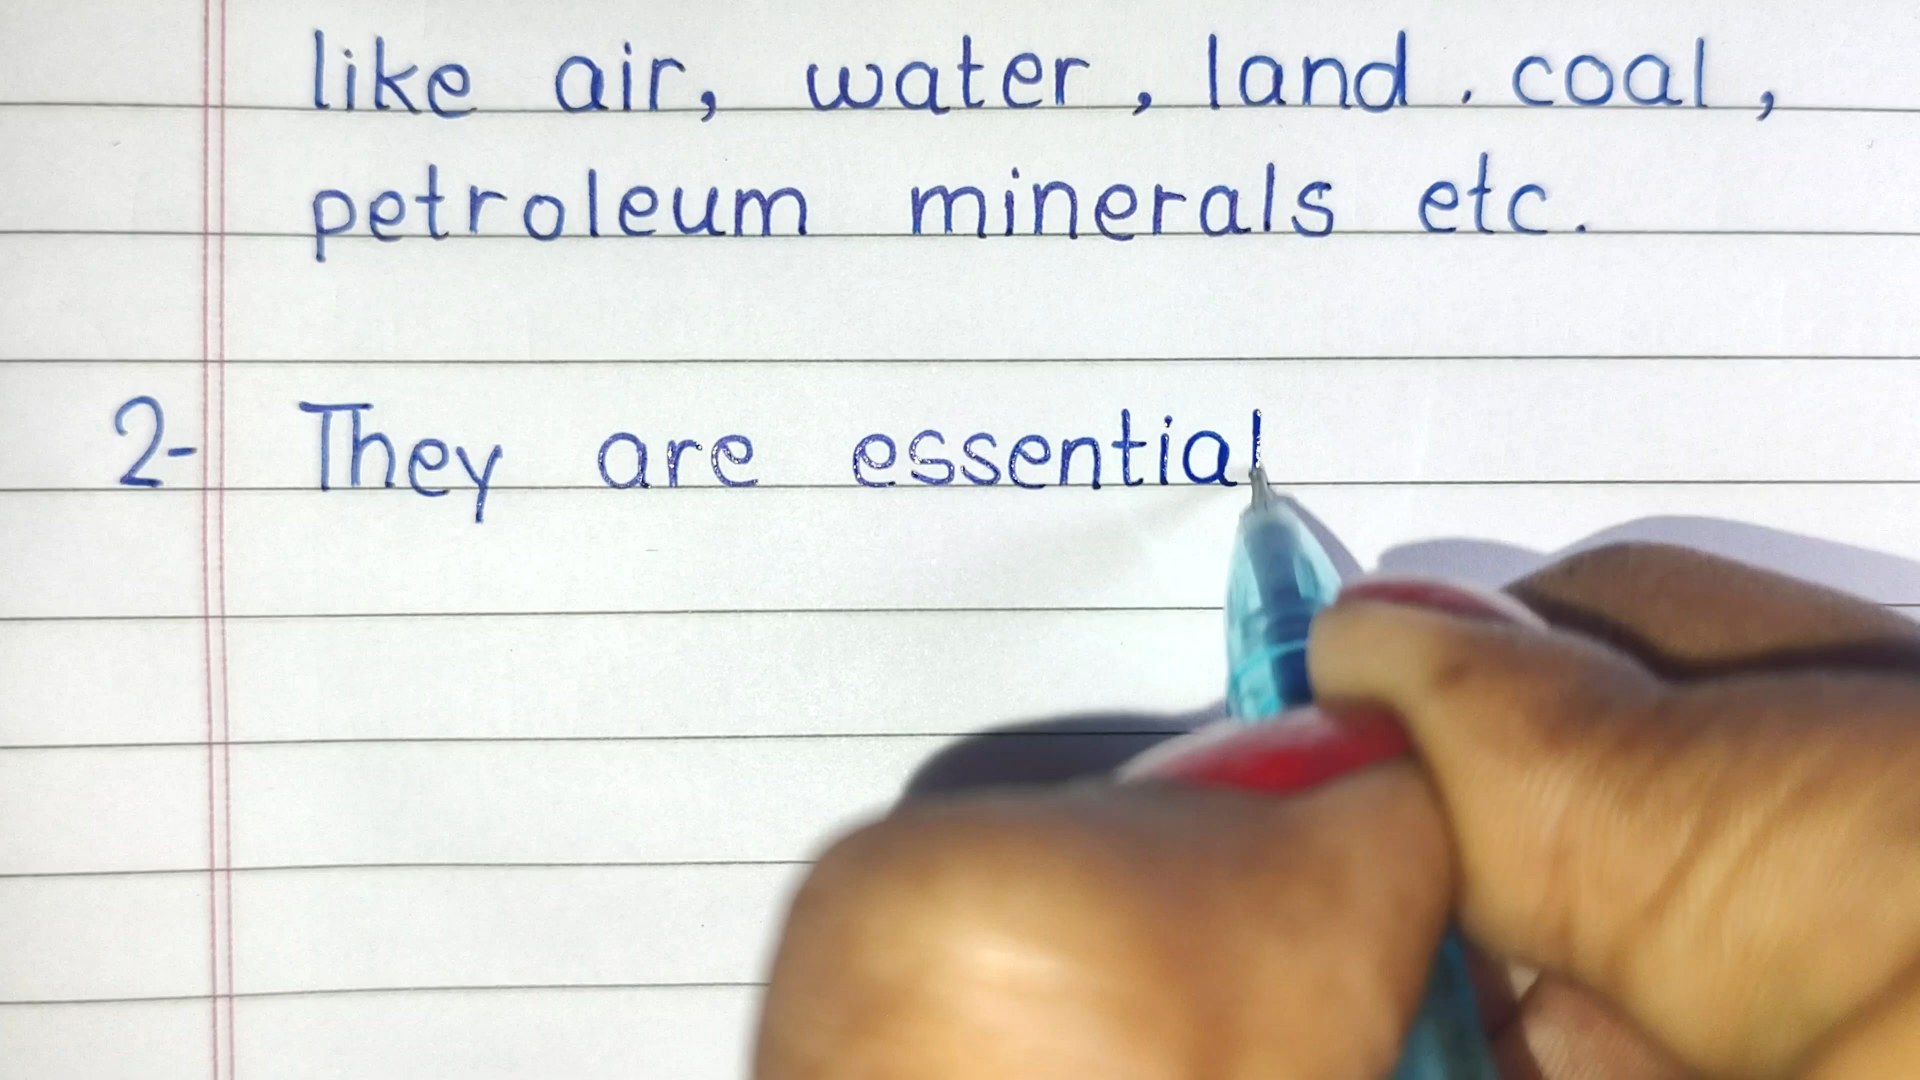 like air, water, land . coal,
petroleum minerals etc.
2- They are essential